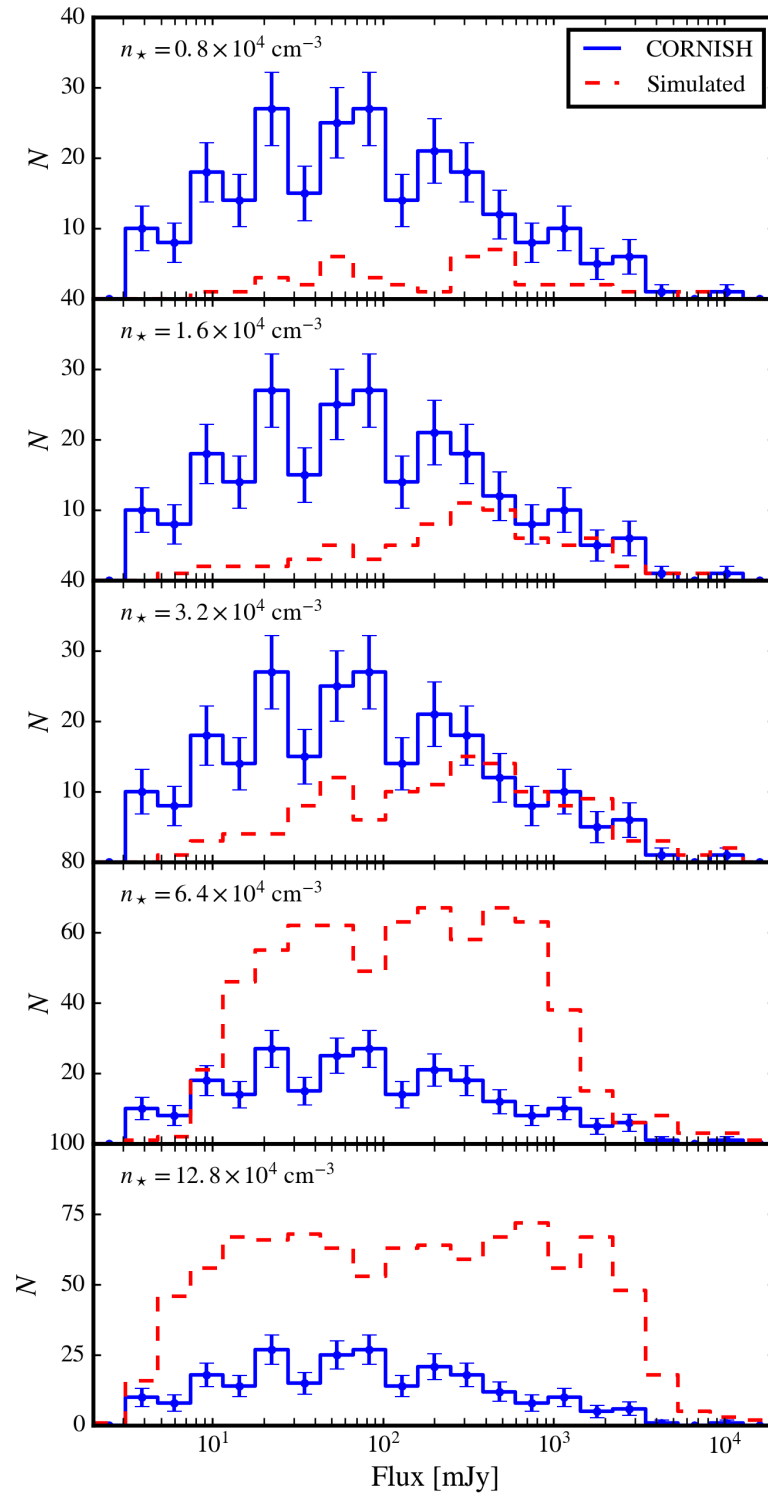 40
n⋆ = 0.8×10⁴ cm⁻³
CORNISH
Simulated
30
N
20
10
40
n⋆ = 1.6×10⁴ cm⁻³
30
N
20
10
40
n⋆ = 3.2×10⁴ cm⁻³
30
N
20
10
80
n⋆ = 6.4×10⁴ cm⁻³
60
N
40
20
100
n⋆ = 12.8×10⁴ cm⁻³
75
N
50
25
0
10¹ 10² 10³ 10⁴
Flux [mJy]